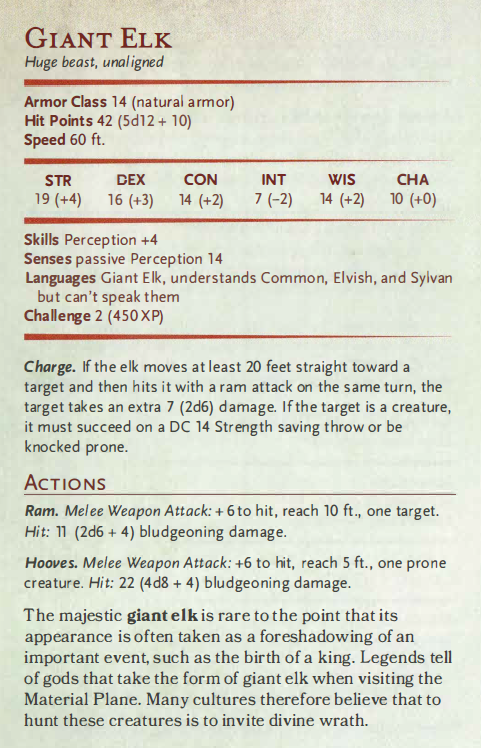 GIANT ELK
Huge beast, unaligned
Armor Class 14 (natural armor)
Hit Points 42 (5d12 + 10)
Speed 60 ft.
STR DEX CON INT WIS CHA
19 (+4) 16 (+3) 14 (+2) 7 (−2) 14 (+2) 10 (+0)
Skills Perception +4
Senses passive Perception 14
Languages Giant Elk, understands Common, Elvish, and Sylvan
but can't speak them
Challenge 2 (450 XP)
Charge. If the elk moves at least 20 feet straight toward a
target and then hits it with a ram attack on the same turn, the
target takes an extra 7 (2d6) damage. If the target is a creature,
it must succeed on a DC 14 Strength saving throw or be
knocked prone.
ACTIONS
Ram. Melee Weapon Attack: +6 to hit, reach 10 ft., one target.
Hit: 11 (2d6 + 4) bludgeoning damage.
Hooves. Melee Weapon Attack: +6 to hit, reach 5 ft., one prone
creature. Hit: 22 (4d8 + 4) bludgeoning damage.
The majestic giant elk is rare to the point that its
appearance is often taken as a foreshadowing of an
important event, such as the birth of a king. Legends tell
of gods that take the form of giant elk when visiting the
Material Plane. Many cultures therefore believe that to
hunt these creatures is to invite divine wrath.